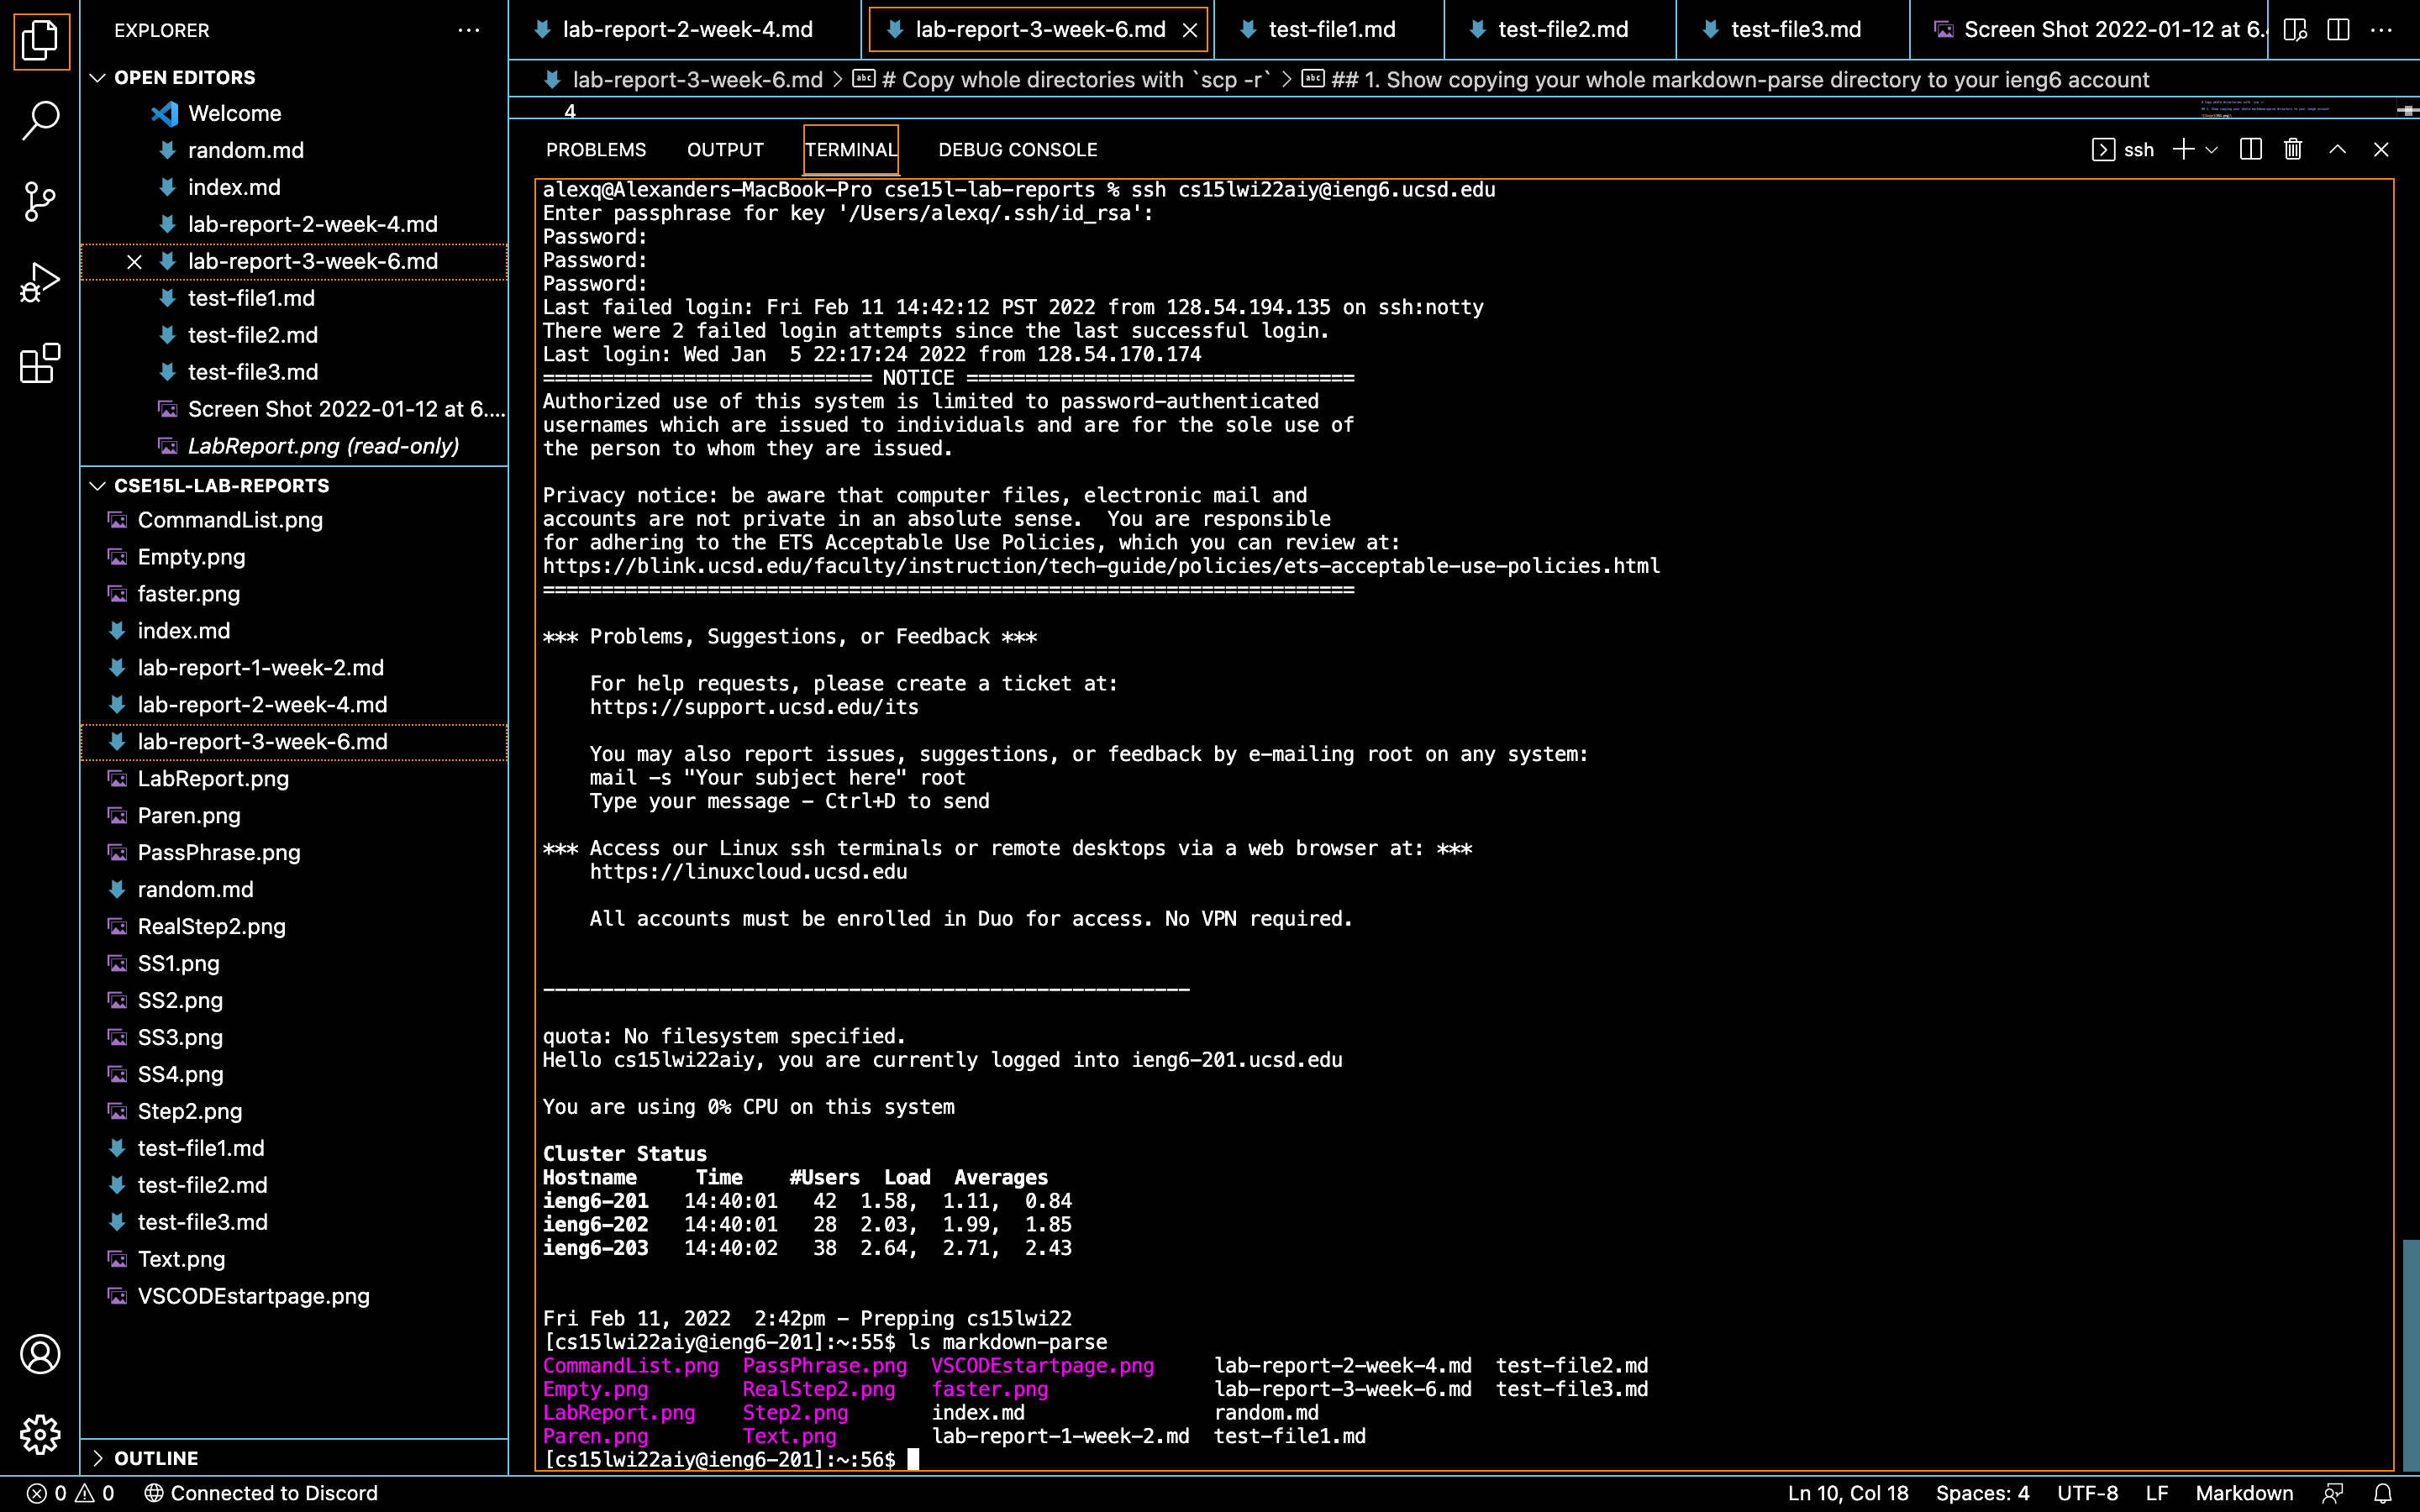 EXPLORER
OPEN EDITORS
Welcome
random.md
index.md
lab-report-2-week-4.md
lab-report-3-week-6.md
test-file1.md
test-file2.md
test-file3.md
Screen Shot 2022-01-12 at 6....
LabReport.png (read-only)
CSE15L-LAB-REPORTS
CommandList.png
Empty.png
faster.png
index.md
lab-report-1-week-2.md
lab-report-2-week-4.md
lab-report-3-week-6.md
LabReport.png
Paren.png
PassPhrase.png
random.md
RealStep2.png
SS1.png
SS2.png
SS3.png
SS4.png
Step2.png
test-file1.md
test-file2.md
test-file3.md
Text.png
VSCODEstartpage.png
OUTLINE
lab-report-2-week-4.md lab-report-3-week-6.md test-file1.md test-file2.md test-file3.md Screen Shot 2022-01-12 at 6.
lab-report-3-week-6.md > # Copy whole directories with `scp -r` > ## 1. Show copying your whole markdown-parse directory to your ieng6 account
4
PROBLEMS OUTPUT TERMINAL DEBUG CONSOLE ssh
alexq@Alexanders-MacBook-Pro cse15l-lab-reports % ssh cs15lwi22aiy@ieng6.ucsd.edu
Enter passphrase for key '/Users/alexq/.ssh/id_rsa':
Password:
Password:
Password:
Last failed login: Fri Feb 11 14:42:12 PST 2022 from 128.54.194.135 on ssh:notty
There were 2 failed login attempts since the last successful login.
Last login: Wed Jan  5 22:17:24 2022 from 128.54.170.174
============================ NOTICE =================================
Authorized use of this system is limited to password-authenticated
usernames which are issued to individuals and are for the sole use of
the person to whom they are issued.
Privacy notice: be aware that computer files, electronic mail and
accounts are not private in an absolute sense.  You are responsible
for adhering to the ETS Acceptable Use Policies, which you can review at:
https://blink.ucsd.edu/faculty/instruction/tech-guide/policies/ets-acceptable-use-policies.html
=====================================================================
*** Problems, Suggestions, or Feedback ***
For help requests, please create a ticket at:
https://support.ucsd.edu/its
You may also report issues, suggestions, or feedback by e-mailing root on any system:
mail -s "Your subject here" root
Type your message - Ctrl+D to send
*** Access our Linux ssh terminals or remote desktops via a web browser at: ***
https://linuxcloud.ucsd.edu
All accounts must be enrolled in Duo for access. No VPN required.
-------------------------------------------------------
quota: No filesystem specified.
Hello cs15lwi22aiy, you are currently logged into ieng6-201.ucsd.edu
You are using 0% CPU on this system
Cluster Status
Hostname     Time    #Users  Load  Averages
ieng6-201   14:40:01   42  1.58,  1.11,  0.84
ieng6-202   14:40:01   28  2.03,  1.99,  1.85
ieng6-203   14:40:02   38  2.64,  2.71,  2.43
Fri Feb 11, 2022  2:42pm - Prepping cs15lwi22
[cs15lwi22aiy@ieng6-201]:~:55$ ls markdown-parse
CommandList.png  PassPhrase.png  VSCODEstartpage.png     lab-report-2-week-4.md  test-file2.md
Empty.png        RealStep2.png   faster.png              lab-report-3-week-6.md  test-file3.md
LabReport.png    Step2.png       index.md                random.md
Paren.png        Text.png        lab-report-1-week-2.md  test-file1.md
[cs15lwi22aiy@ieng6-201]:~:56$
0 0 Connected to Discord Ln 10, Col 18 Spaces: 4 UTF-8 LF Markdown